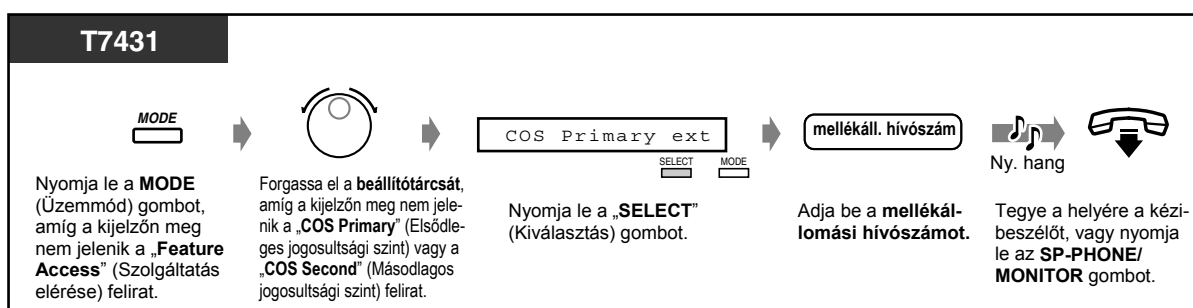 T7431
MODE
COS Primary ext
SELECT
MODE
mellékáll. hívószám
Ny. hang
Nyomja le a MODE
(Üzemmód) gombot,
amíg a kijelzőn meg
nem jelenik a „Feature
Access" (Szolgáltatás
elérése) felirat.
Forgassa el a beállítótárcsát,
amíg a kijelzőn meg nem jele-
nik a „COS Primary" (Elsődle-
ges jogosultsági szint) vagy a
„COS Second" (Másodlagos
jogosultsági szint) felirat.
Nyomja le a „SELECT"
(Kiválasztás) gombot.
Adja be a mellékál-
lomási hívószámot.
Tegye a helyére a kézi-
beszélőt, vagy nyomja
le az SP-PHONE/
MONITOR gombot.